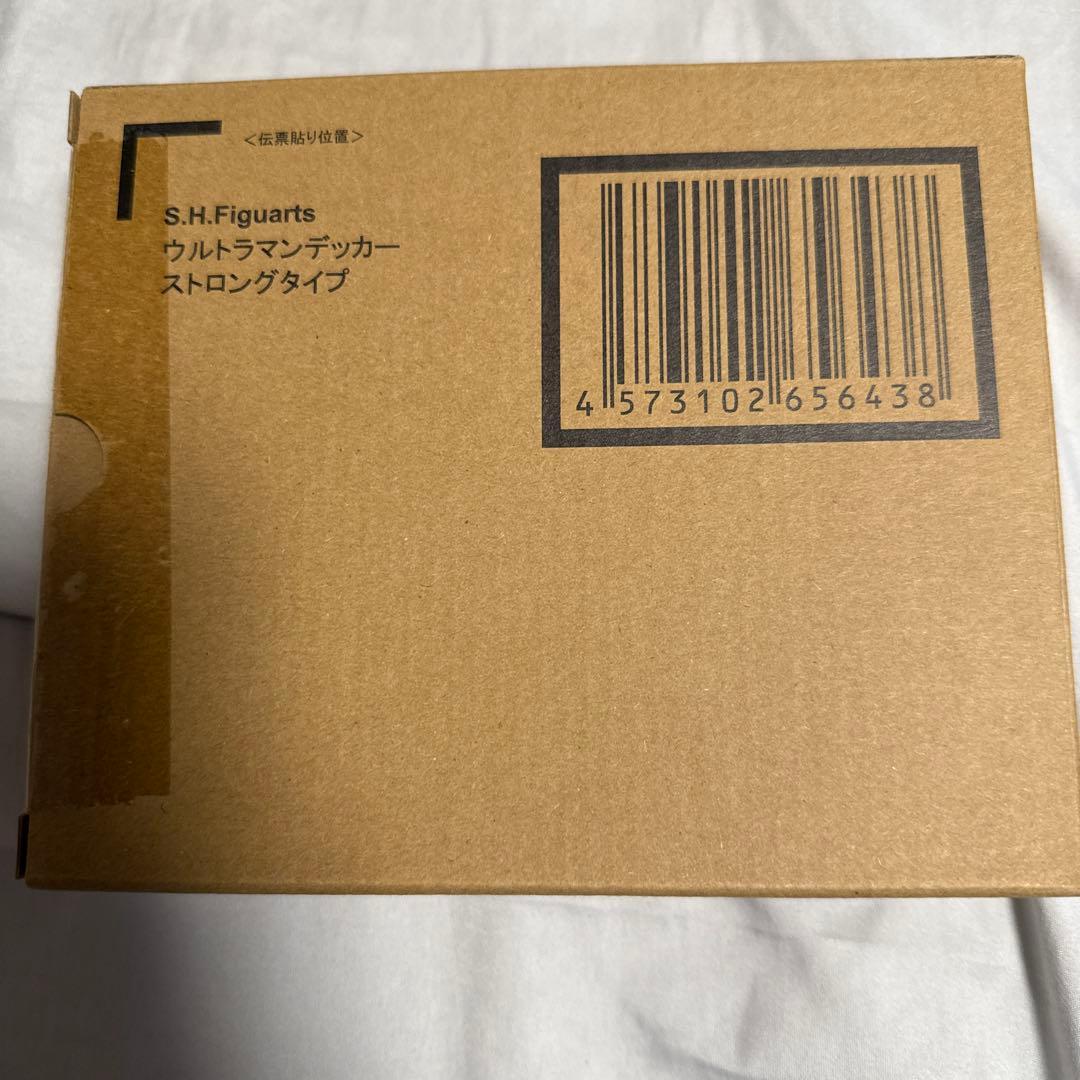 <伝票貼り位置>
S.H.Figuarts
ウルトラマンデッカー
ストロングタイプ
4 573102 656438